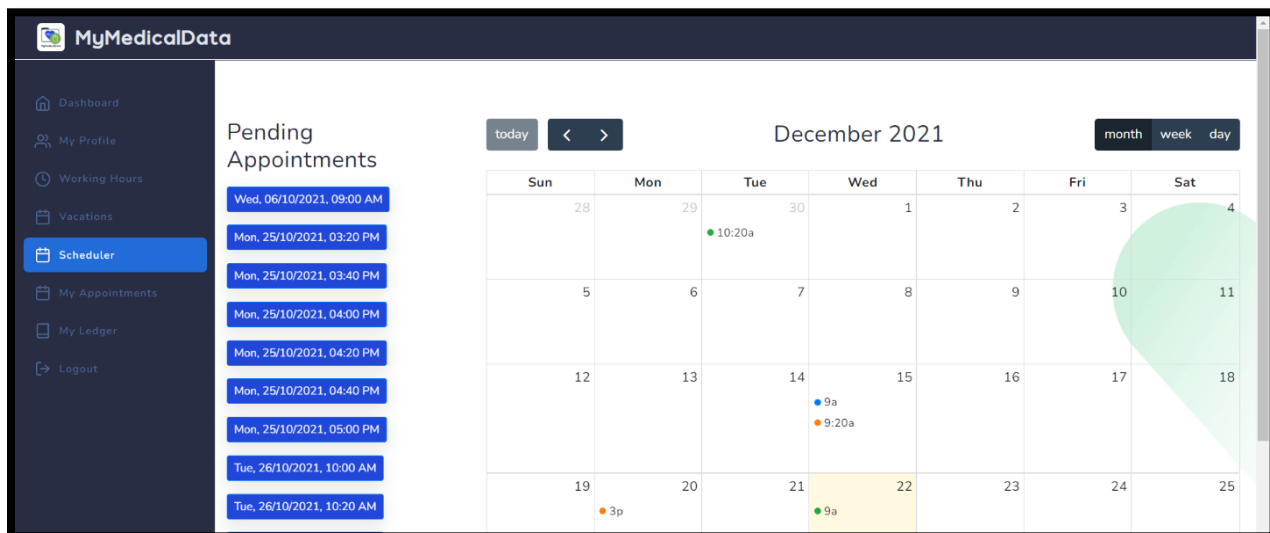 MyMedicalData
Dashboard
My Profile
Working Hours
Vacations
Scheduler
My Appointments
My Ledger
Logout
Pending
Appointments
Wed, 06/10/2021, 09:00 AM
Mon, 25/10/2021, 03:20 PM
Mon, 25/10/2021, 03:40 PM
Mon, 25/10/2021, 04:00 PM
Mon, 25/10/2021, 04:20 PM
Mon, 25/10/2021, 04:40 PM
Mon, 25/10/2021, 05:00 PM
Tue, 26/10/2021, 10:00 AM
Tue, 26/10/2021, 10:20 AM
today
December 2021
month week day
Sun Mon Tue Wed Thu Fri Sat
28 29 30 1 2 3 4
10:20a
5 6 7 8 9 10 11
12 13 14 15 16 17 18
9a
9:20a
19 20 21 22 23 24 25
3p 9a